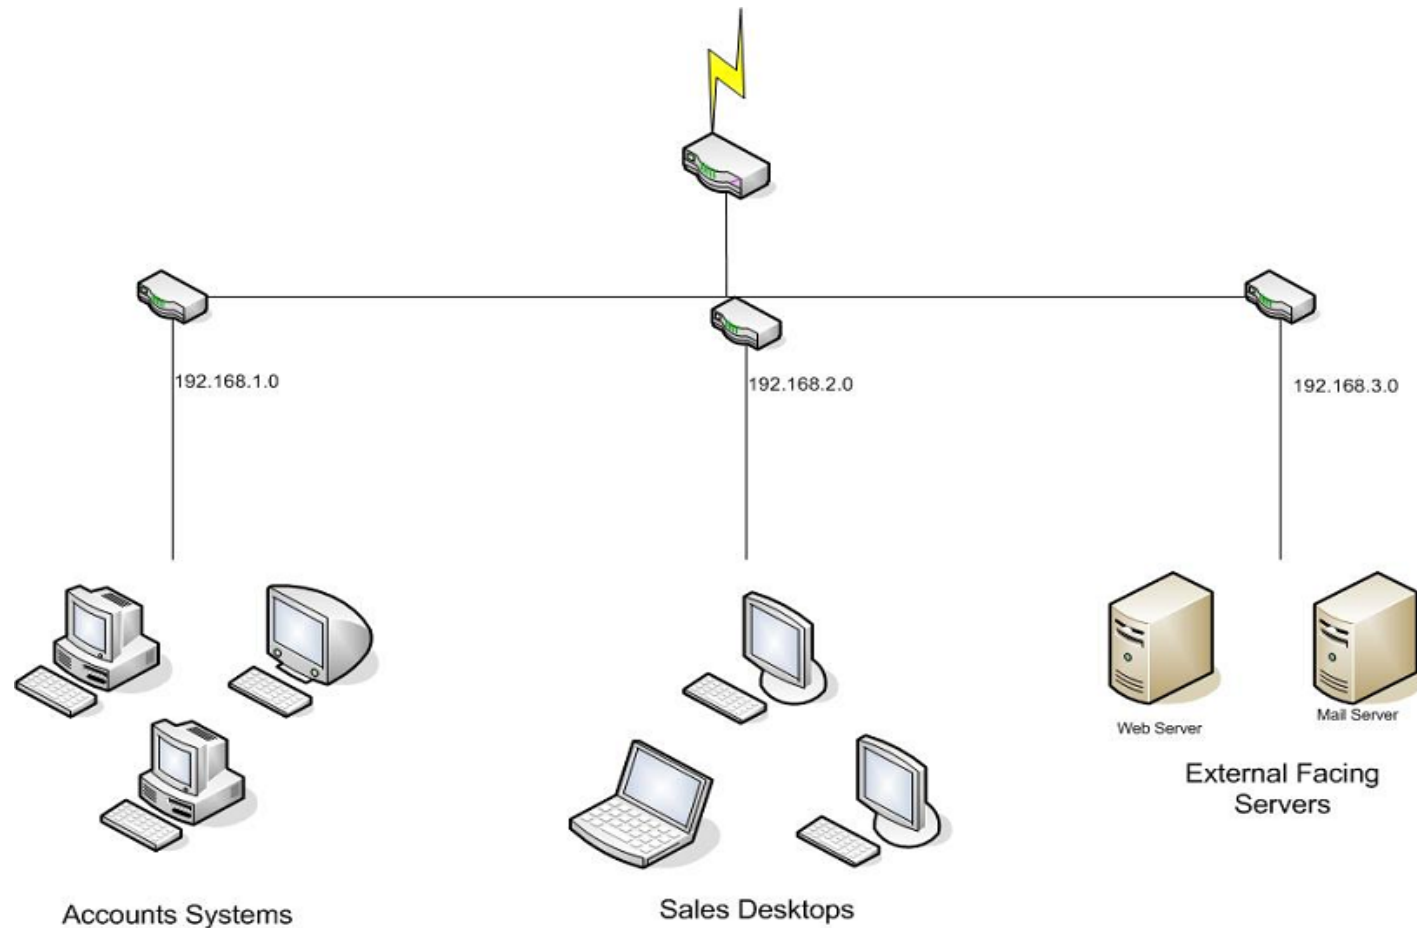 192.168.1.0
192.168.2.0
192.168.3.0
Web Server
Mail Server
External Facing
Servers
Accounts Systems
Sales Desktops